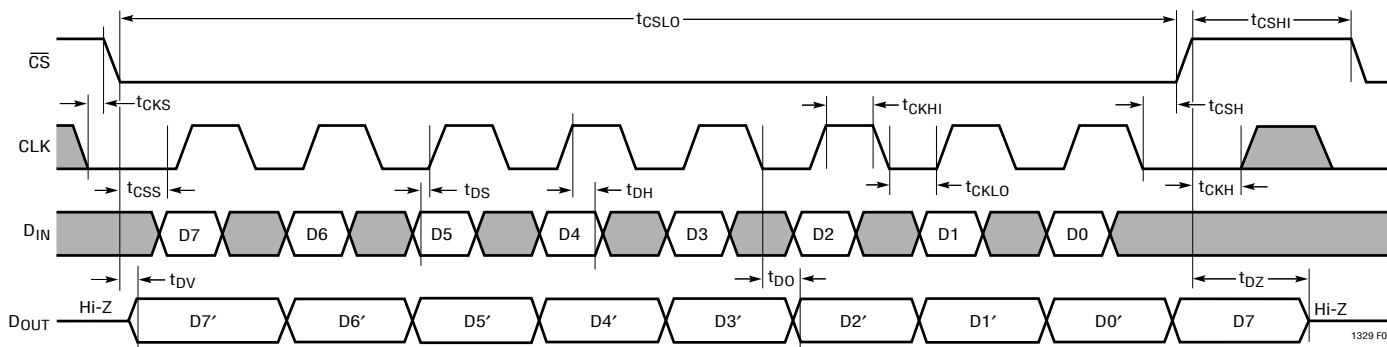 tCSLO
tCSHI
CS
tCKS
tCKHI
tCSH
CLK
tCSS
tDS
tDH
tCKLO
tCKH
DIN
D7
D6
D5
D4
D3
D2
D1
D0
tDV
tDO
tDZ
DOUT
Hi-Z
D7′
D6′
D5′
D4′
D3′
D2′
D1′
D0′
D7
Hi-Z
1329 F0